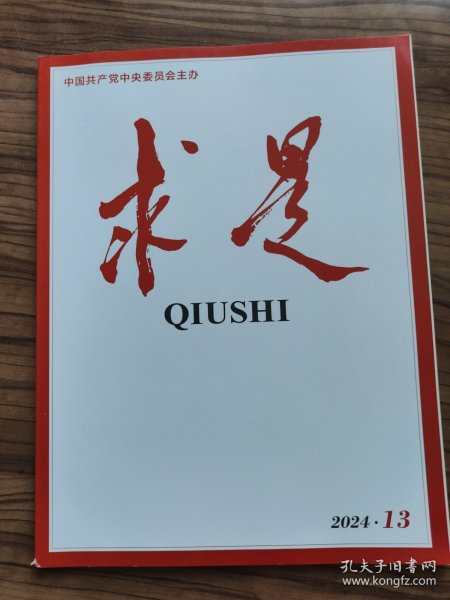 中国共产党中央委员会主办
求是
QIUSHI
2024·13
孔夫子旧书网
www.kongfz.com